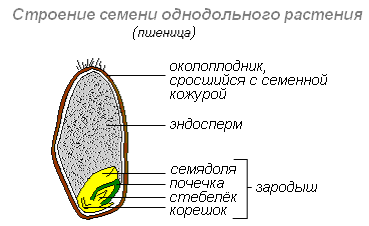 Строение семени однодольного растения
(пшеница)
околоплодник,
сросшийся с семенной
кожурой
эндосперм
семядоля
почечка
стебелёк
корешок
зародыш